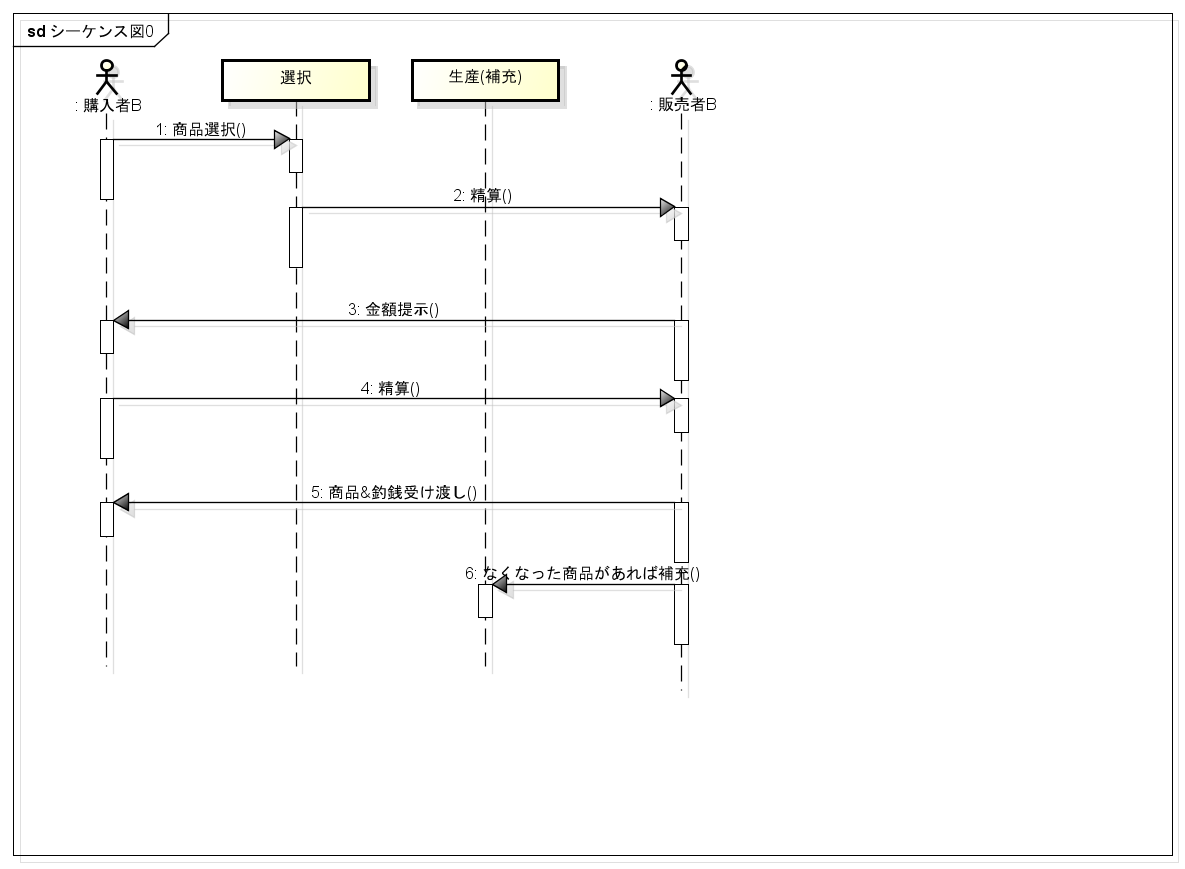 sd シーケンス図0
: 購入者B
選択
生産(補充)
: 販売者B
1: 商品選択()
2: 精算()
3: 金額提示()
4: 精算()
5: 商品&釣銭受け渡し()
6: なくなった商品があれば補充()